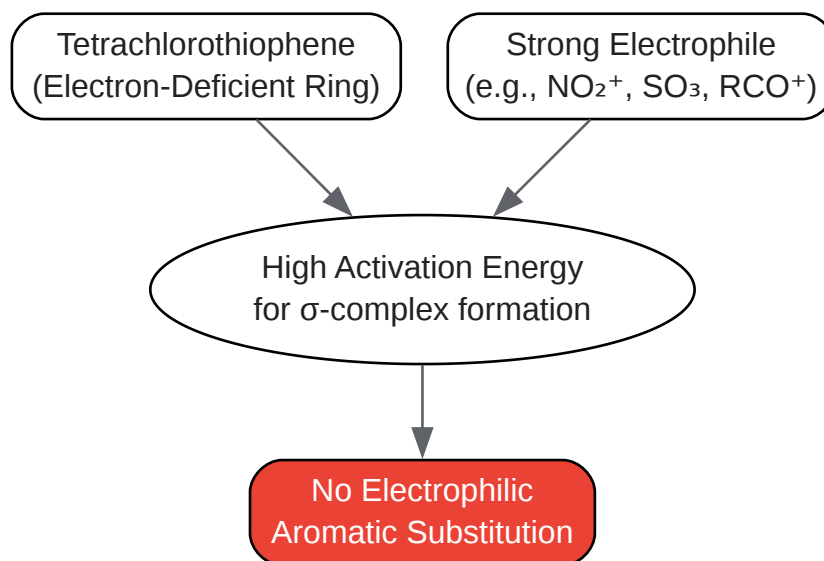 Tetrachlorothiophene
(Electron-Deficient Ring)
Strong Electrophile
(e.g., NO₂⁺, SO₃, RCO⁺)
High Activation Energy
for σ-complex formation
No Electrophilic
Aromatic Substitution